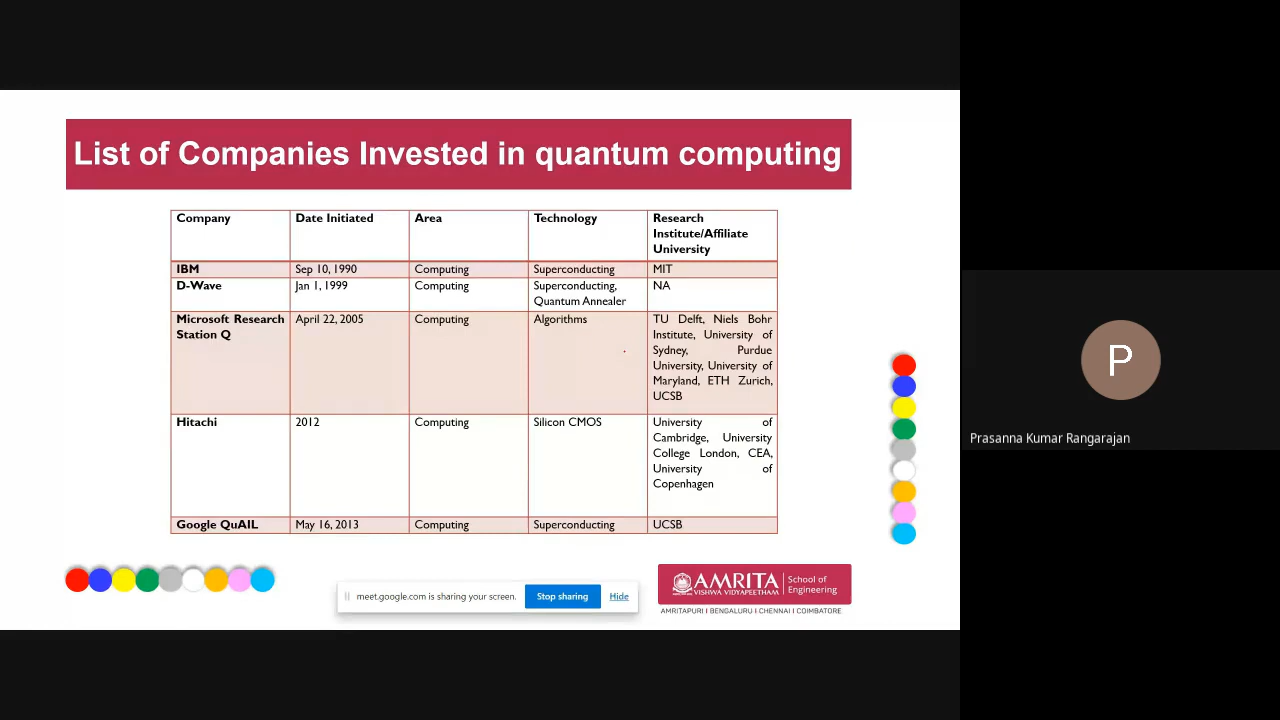 List of Companies Invested in quantum computing
Company Date Initiated Area Technology Research
Institute/Affiliate
University
IBM Sep 10, 1990 Computing Superconducting MIT
D-Wave Jan 1, 1999 Computing Superconducting, NA
Quantum Annealer
Microsoft Research April 22, 2005 Computing Algorithms TU Delft, Niels Bohr
Station Q Institute, University of
Sydney, Purdue
University, University of
Maryland, ETH Zurich,
UCSB
Hitachi 2012 Computing Silicon CMOS University of
Cambridge, University
College London, CEA,
University of
Copenhagen
Google QuAIL May 16, 2013 Computing Superconducting UCSB
P
Prasanna Kumar Rangarajan
meet.google.com is sharing your screen. Stop sharing Hide
AMRITA
VISHWA VIDYAPEETHAM
School of
Engineering
AMRITAPURI I BENGALURU I CHENNAI I COIMBATORE